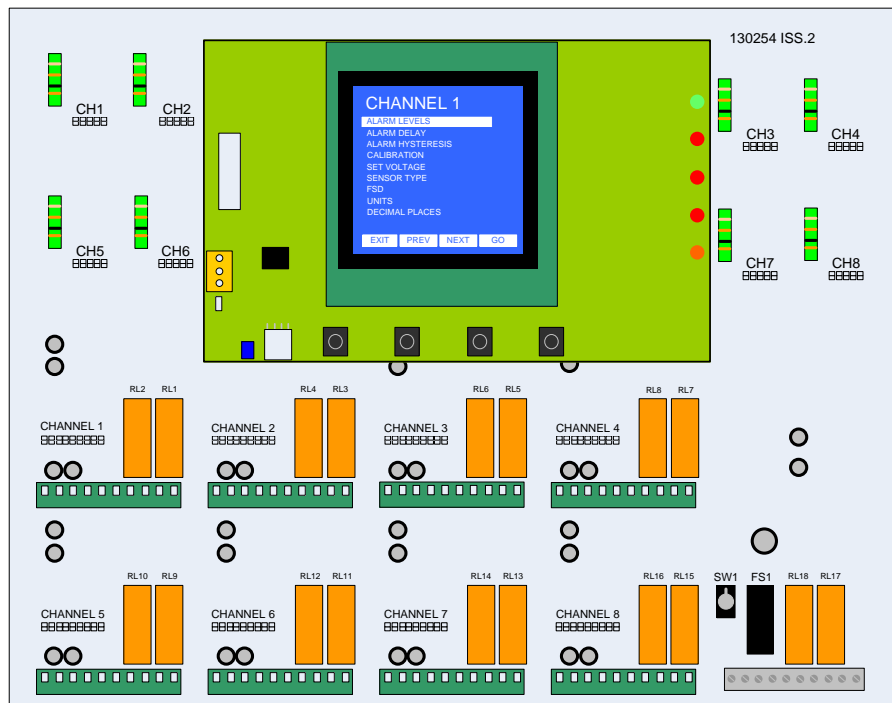 130254 ISS.2
CH1
CH2
CH3
CH4
CHANNEL 1
ALARM LEVELS
ALARM DELAY
ALARM HYSTERESIS
CALIBRATION
SET VOLTAGE
SENSOR TYPE
FSD
UNITS
DECIMAL PLACES
EXIT PREV NEXT GO
CH5
CH6
CH7
CH8
RL2 RL1
RL4 RL3
RL6 RL5
RL8 RL7
CHANNEL 1
CHANNEL 2
CHANNEL 3
CHANNEL 4
RL10 RL9
RL12 RL11
RL14 RL13
RL16 RL15
SW1 FS1
RL18 RL17
CHANNEL 5
CHANNEL 6
CHANNEL 7
CHANNEL 8